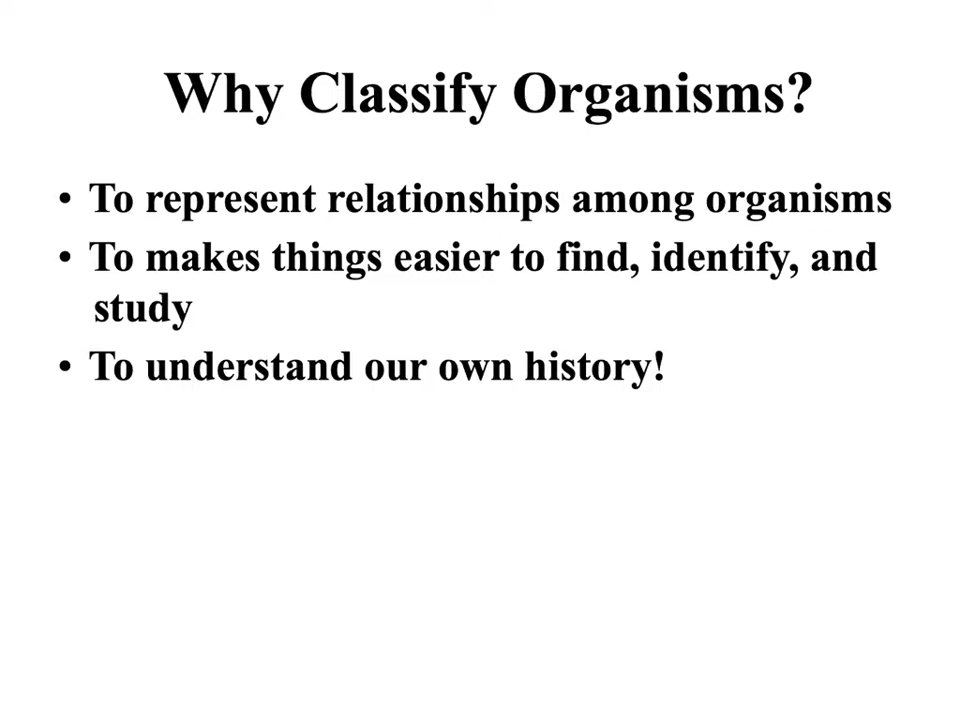 Why Classify Organisms?
• To represent relationships among organisms
• To makes things easier to find, identify, and
study
• To understand our own history!